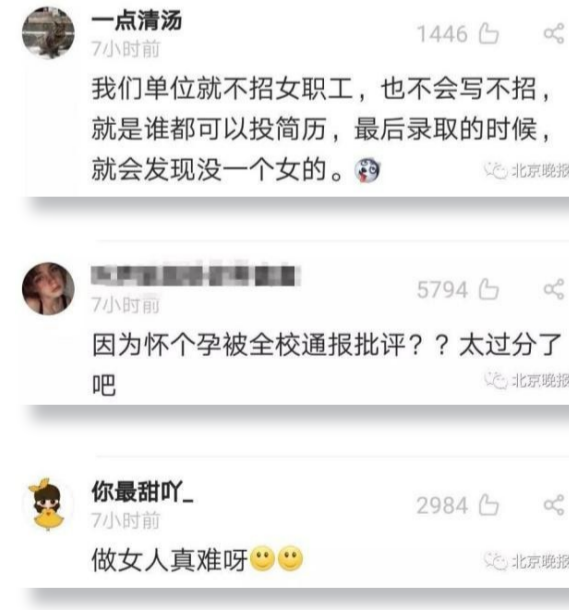 一点清汤
1446
7小时前
我们单位就不招女职工，也不会写不招，
就是谁都可以投简历，最后录取的时候，
就会发现没一个女的。
北京晚报
5794
7小时前
因为怀个孕被全校通报批评？？太过分了
吧
北京晚报
你最甜吖_
2984
7小时前
做女人真难呀
北京晚报